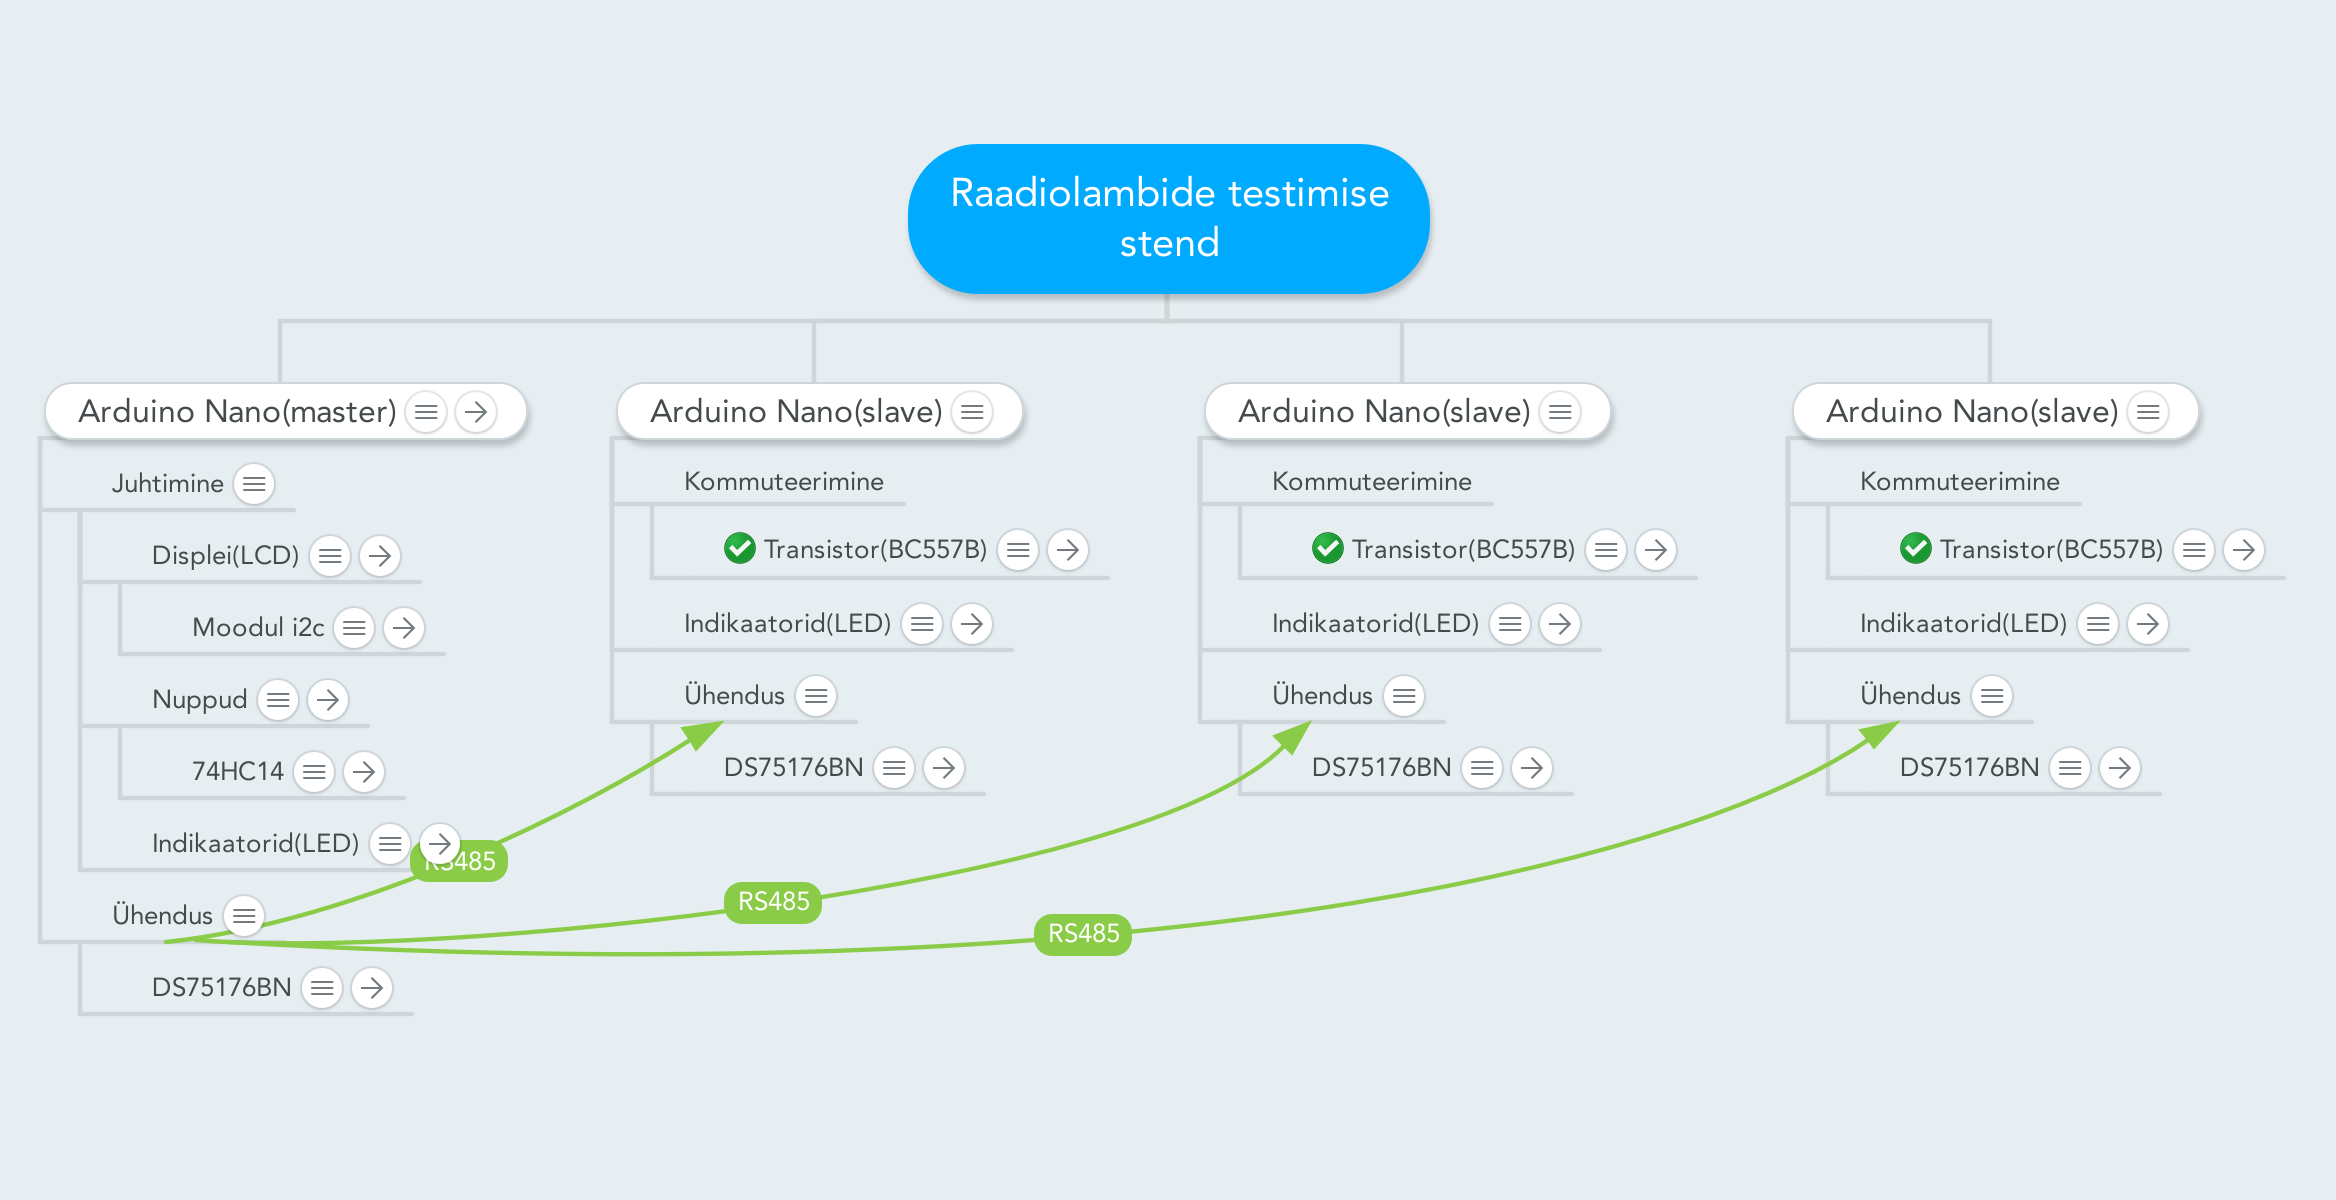 Raadiolambide testimise
stend
Arduino Nano(master)
Juhtimine
Displei(LCD)
Moodul i2c
Nuppud
74HC14
Indikaatorid(LED)
Ühendus
DS75176BN
Arduino Nano(slave)
Kommuteerimine
Transistor(BC557B)
Indikaatorid(LED)
Ühendus
DS75176BN
Arduino Nano(slave)
Kommuteerimine
Transistor(BC557B)
Indikaatorid(LED)
Ühendus
DS75176BN
Arduino Nano(slave)
Kommuteerimine
Transistor(BC557B)
Indikaatorid(LED)
Ühendus
DS75176BN
RS485
RS485
RS485